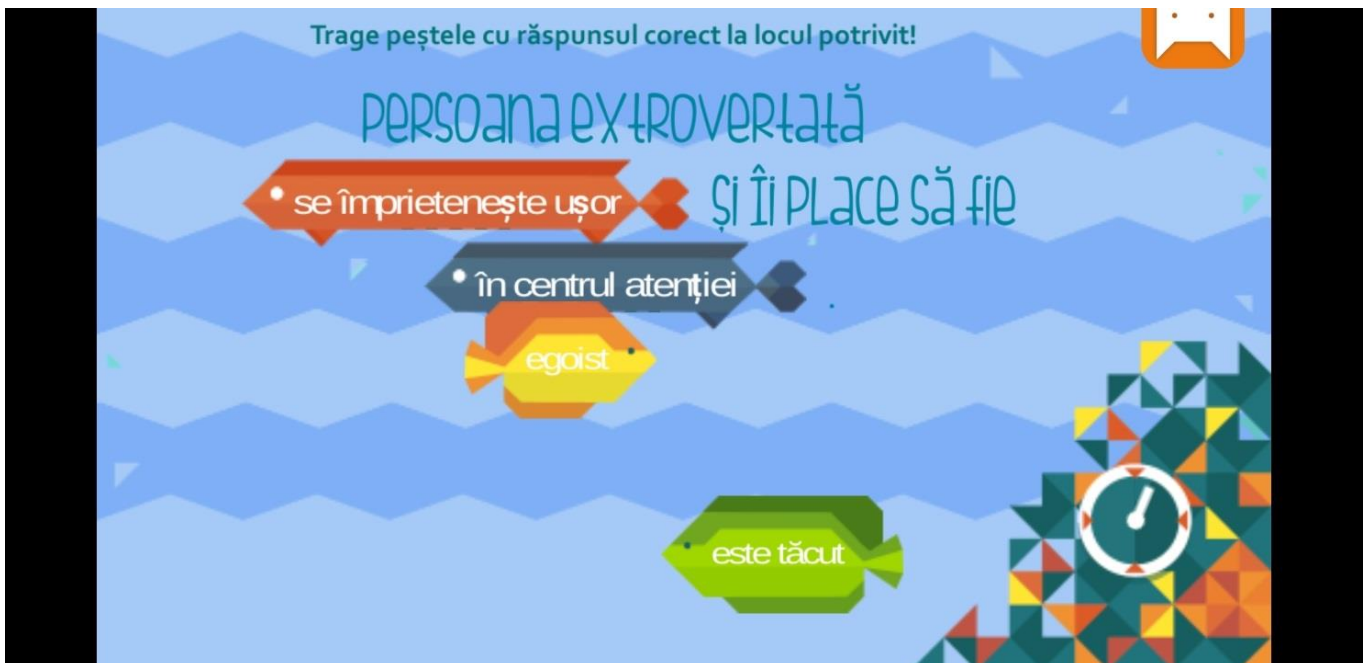 Trage peștele cu răspunsul corect la locul potrivit!
Persoana extrovertată
se împrietenește ușor și îi place să fie
în centrul atenției .
egoist
este tăcut